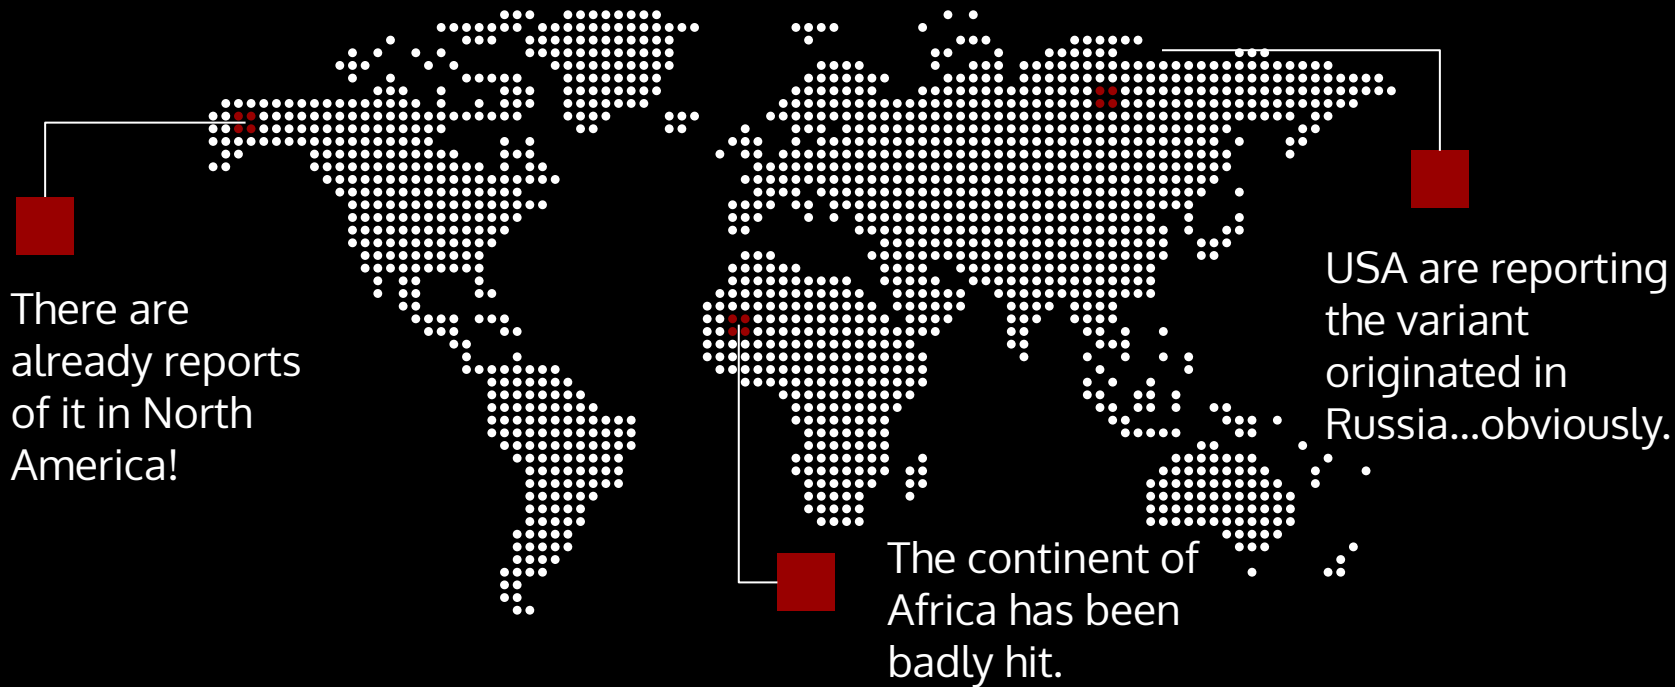 There are
already reports
of it in North
America!
USA are reporting
the variant
originated in
Russia...obviously.
The continent of
Africa has been
badly hit.